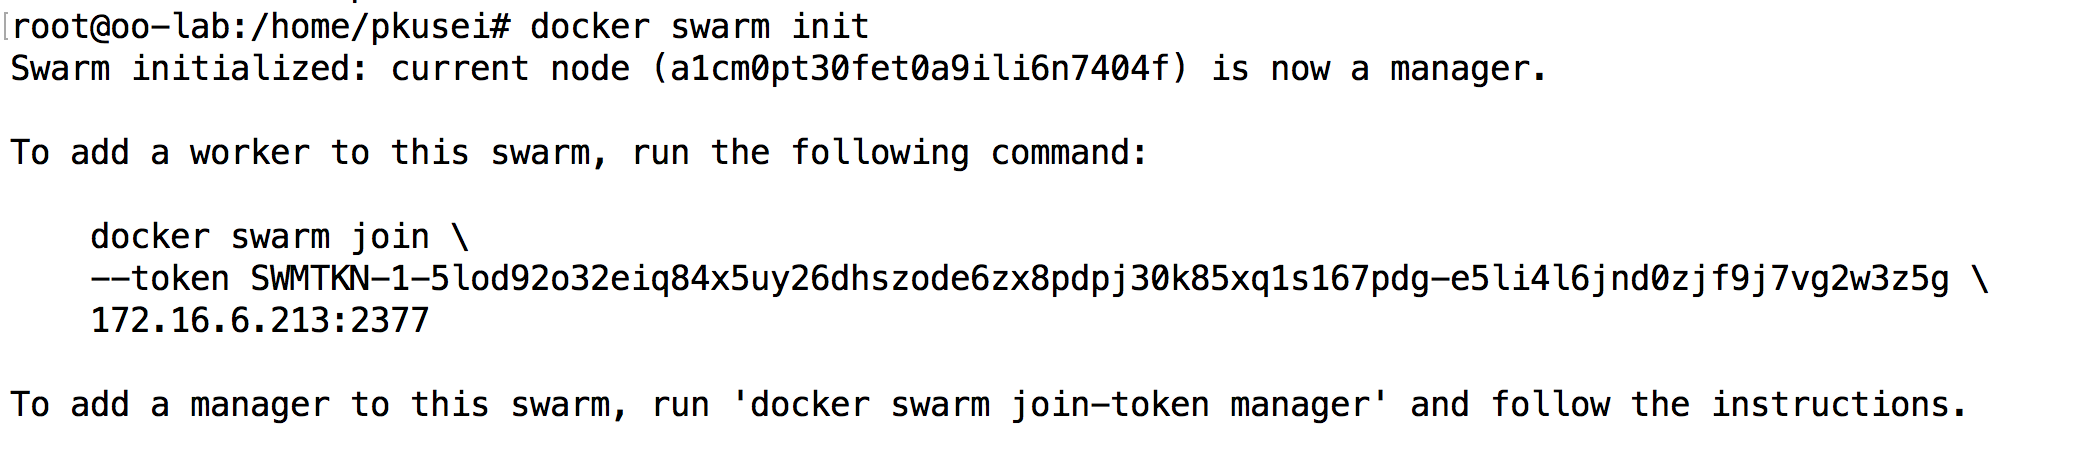 root@oo-lab:/home/pkusei# docker swarm init
Swarm initialized: current node (a1cm0pt30fet0a9ili6n7404f) is now a manager.
To add a worker to this swarm, run the following command:
docker swarm join \
--token SWMTKN-1-5lod92o32eiq84x5uy26dhszode6zx8pdpj30k85xq1s167pdg-e5li4l6jnd0zjf9j7vg2w3z5g \
172.16.6.213:2377
To add a manager to this swarm, run 'docker swarm join-token manager' and follow the instructions.